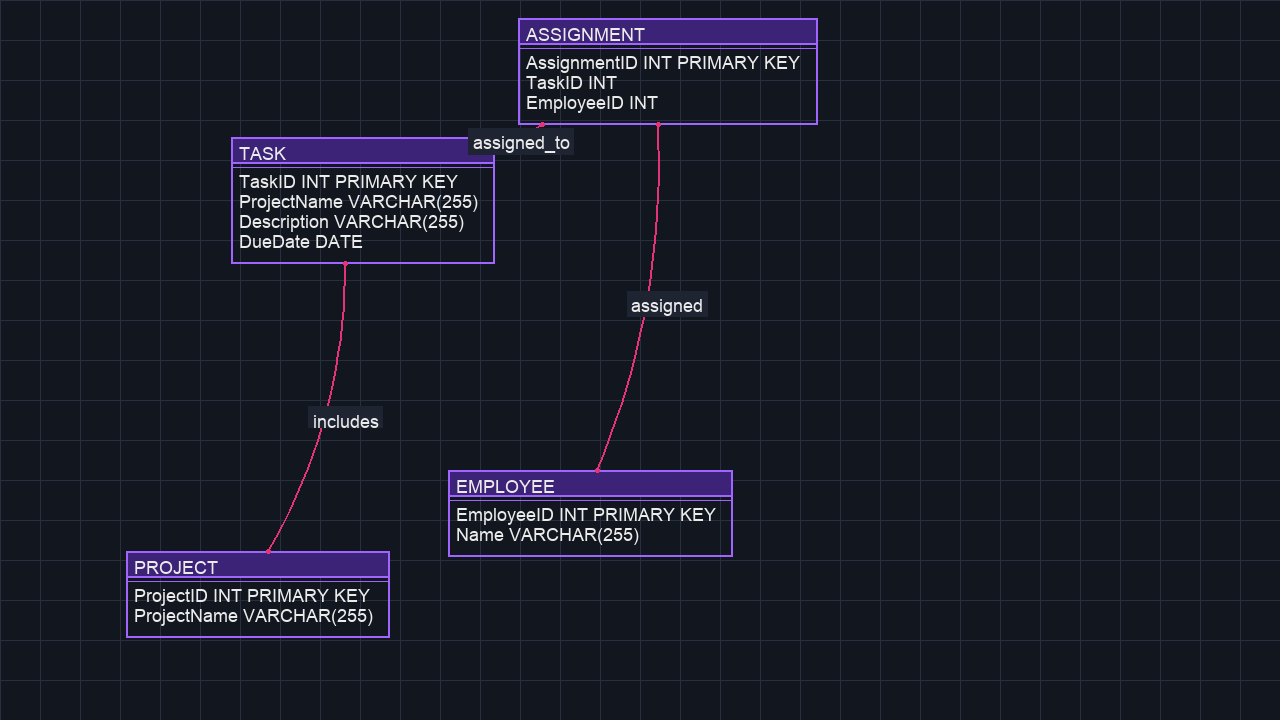 ASSIGNMENT
AssignmentID INT PRIMARY KEY
TaskID INT
EmployeeID INT
assigned_to
TASK
TaskID INT PRIMARY KEY
ProjectName VARCHAR(255)
Description VARCHAR(255)
DueDate DATE
assigned
includes
EMPLOYEE
EmployeeID INT PRIMARY KEY
Name VARCHAR(255)
PROJECT
ProjectID INT PRIMARY KEY
ProjectName VARCHAR(255)